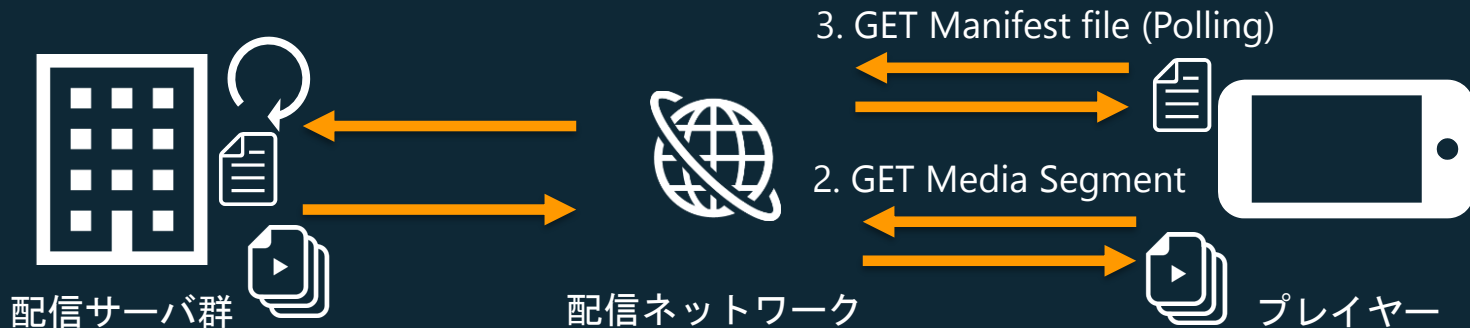 3. GET Manifest file (Polling)
2. GET Media Segment
配信サーバ群
配信ネットワーク
プレイヤー